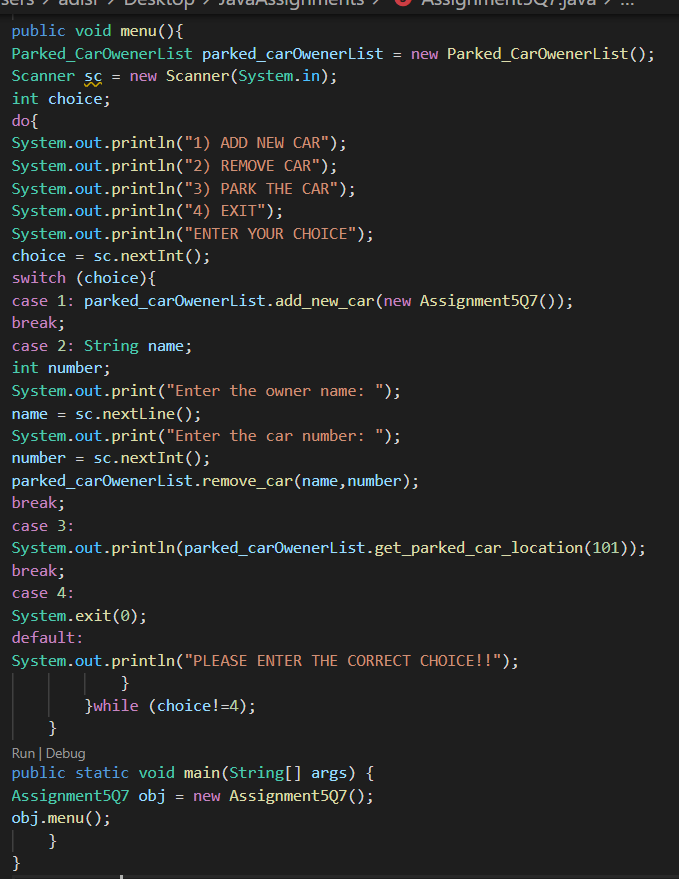 sers > adisi > Desktop > JavaAssignments > Assignment5Q7.java > ...
public void menu(){
Parked_CarOwenerList parked_carOwenerList = new Parked_CarOwenerList();
Scanner sc = new Scanner(System.in);
int choice;
do{
System.out.println("1) ADD NEW CAR");
System.out.println("2) REMOVE CAR");
System.out.println("3) PARK THE CAR");
System.out.println("4) EXIT");
System.out.println("ENTER YOUR CHOICE");
choice = sc.nextInt();
switch (choice){
case 1: parked_carOwenerList.add_new_car(new Assignment5Q7());
break;
case 2: String name;
int number;
System.out.print("Enter the owner name: ");
name = sc.nextLine();
System.out.print("Enter the car number: ");
number = sc.nextInt();
parked_carOwenerList.remove_car(name,number);
break;
case 3:
System.out.println(parked_carOwenerList.get_parked_car_location(101));
break;
case 4:
System.exit(0);
default:
System.out.println("PLEASE ENTER THE CORRECT CHOICE!!");
}
}while (choice!=4);
}
Run | Debug
public static void main(String[] args) {
Assignment5Q7 obj = new Assignment5Q7();
obj.menu();
}
}